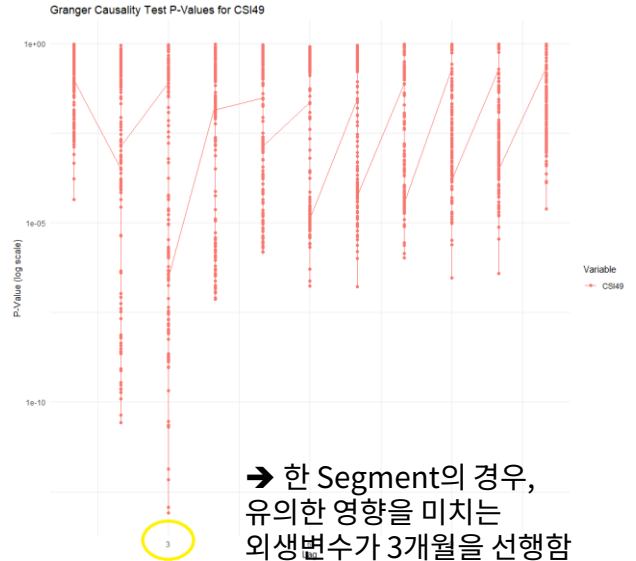 Granger Causality Test P-Values for CSI49
1e+00
1e-05
1e-10
P-Value (log scale)
Variable
CSI49
➔ 한 Segment의 경우,
유의한 영향을 미치는
외생변수가 3개월을 선행함
3
Lag